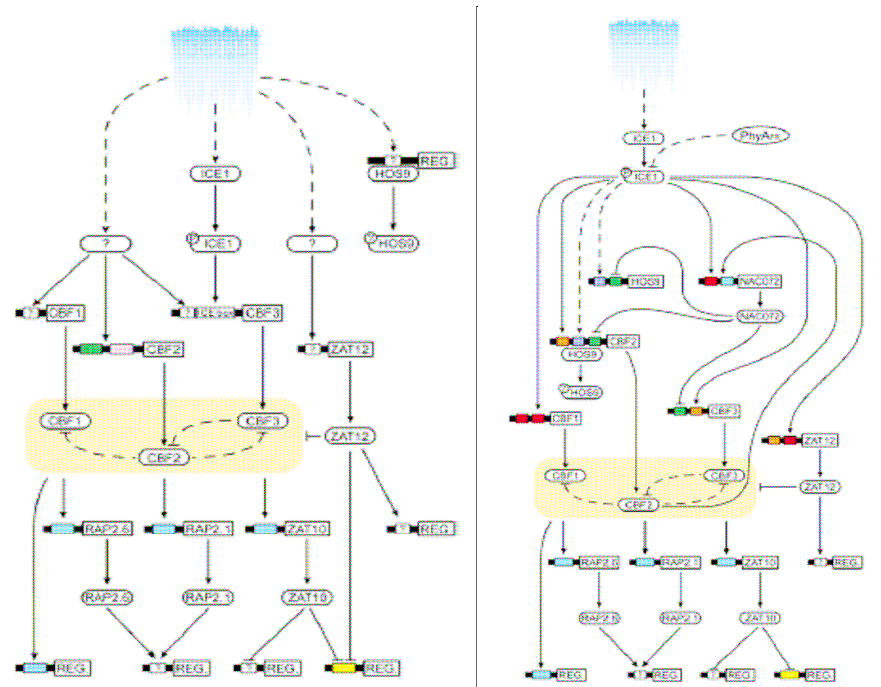 ? REG.
ICE1 HOS9
? P ICE1 ? P HOS9
? CBF1 ? CBF3
CBF2 ? ZAT12
CBF1 CBF3
CBF2 ZAT12
RAP2.6 RAP2.1 ZAT10 ? REG.
RAP2.6 RAP2.1 ZAT10
REG. ? REG. ? REG. REG.
ICE1
P ICE1
HOS9 NAC072
NAC072
CBF2
HOS9
P HOS9
CBF3
CBF1
ZAT12
CBF1 CBF3
CBF2 ZAT12
RAP2.6 RAP2.1 ZAT10 ? REG.
RAP2.6 RAP2.1 ZAT10
REG. ? REG. ? REG. REG.